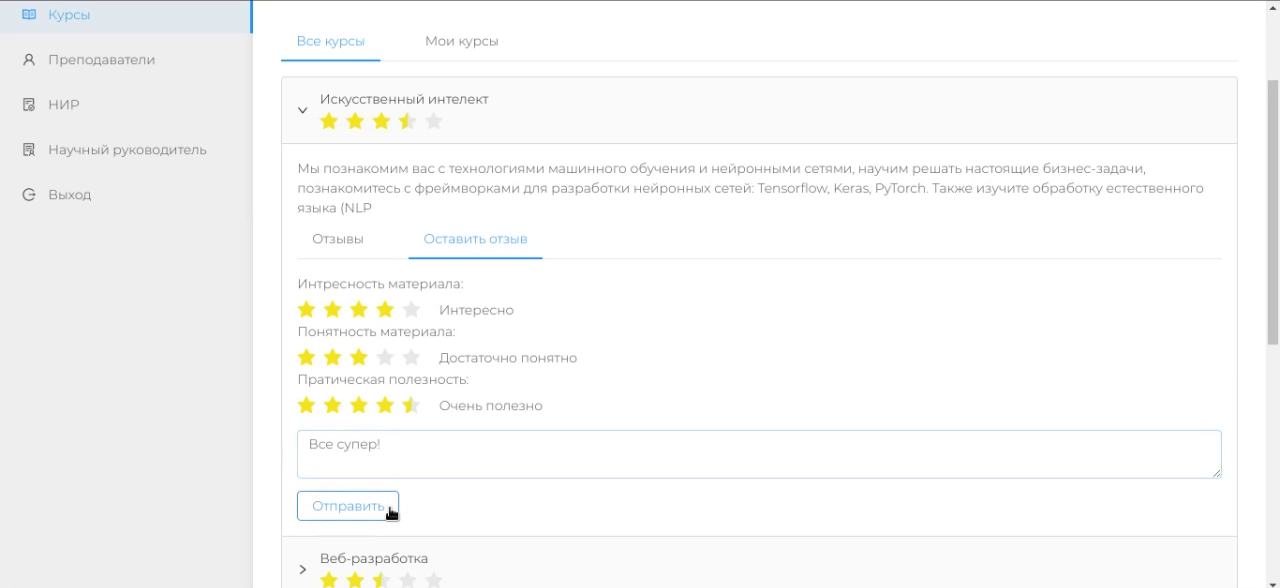 Курсы
Преподаватели
НИР
Научный руководитель
Выход
Все курсы
Мои курсы
Искусственный интелект
Мы познакомим вас с технологиями машинного обучения и нейронными сетями, научим решать настоящие бизнес-задачи,
познакомитесь с фреймворками для разработки нейронных сетей: Tensorflow, Keras, PyTorch. Также изучите обработку естественного
языка (NLP
Отзывы
Оставить отзыв
Интресность материала:
Интересно
Понятность материала:
Достаточно понятно
Пратическая полезность:
Очень полезно
Все супер!
Отправить
Веб-разработка